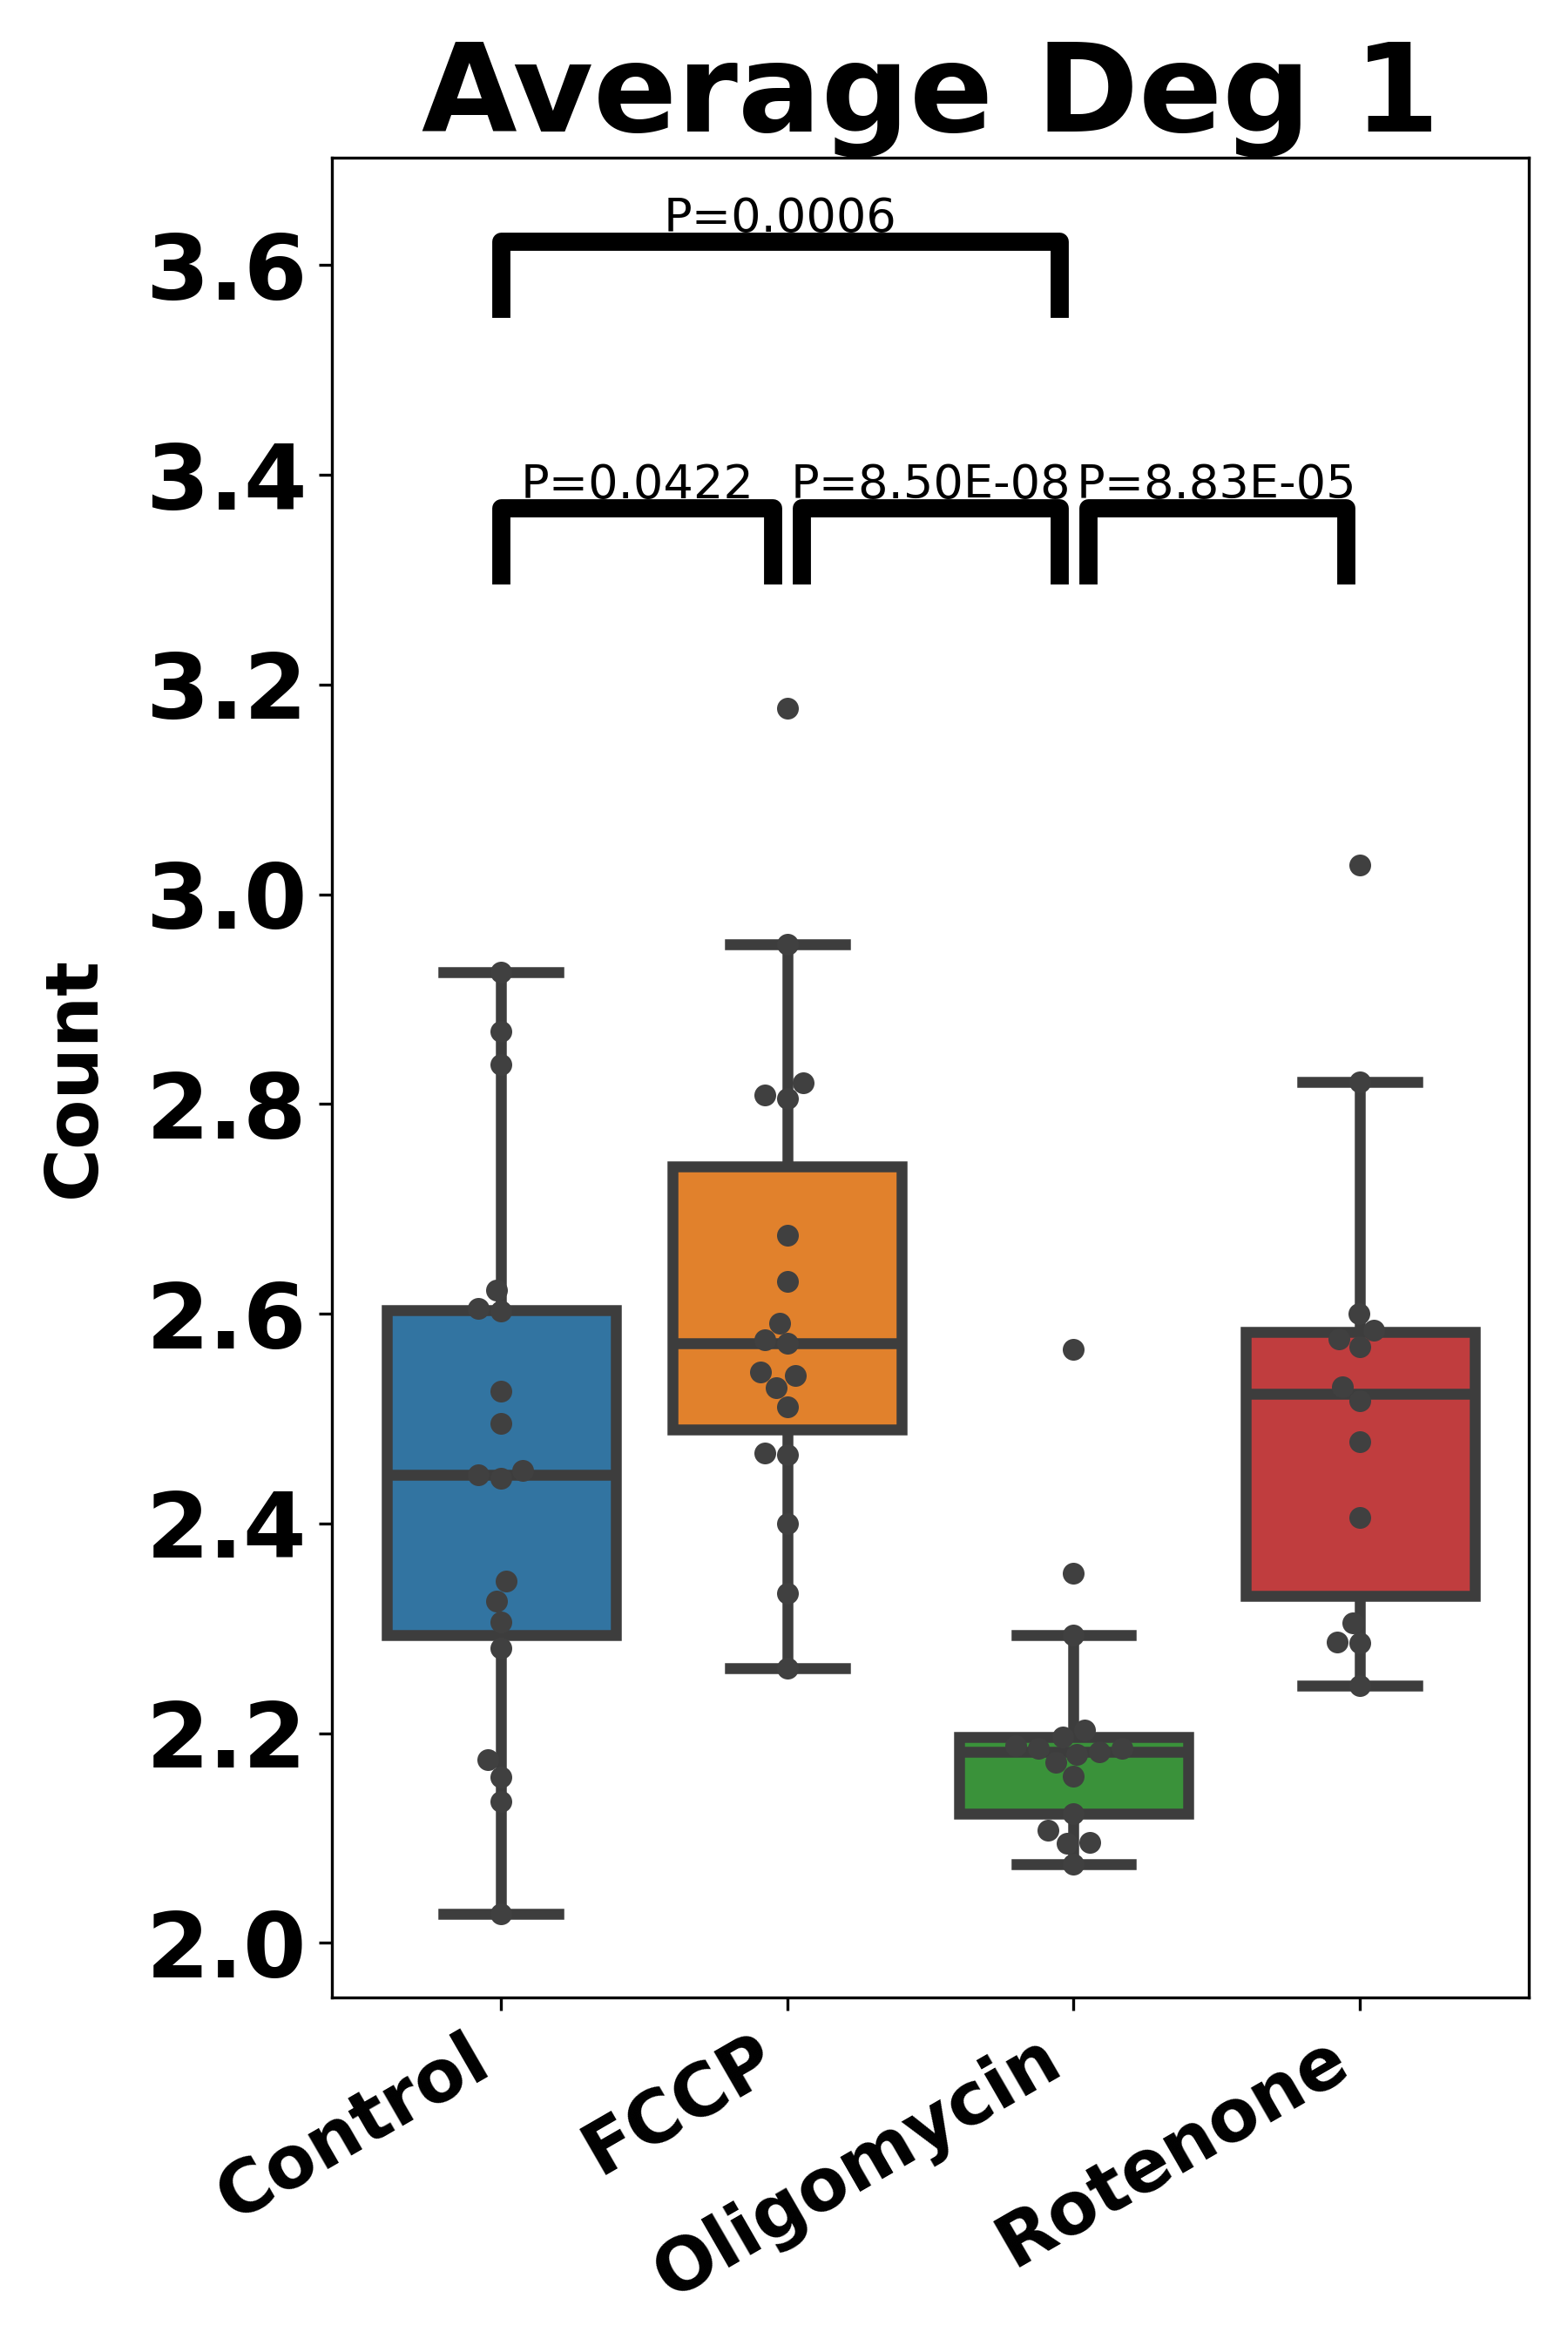 Average Deg 1
P=0.0006
3.6
3.4
P=0.0422 P=8.50E-08 P=8.83E-05
3.2
3.0
Count
2.8
2.6
2.4
2.2
2.0
Control
FCCP
Oligomycin
Rotenone